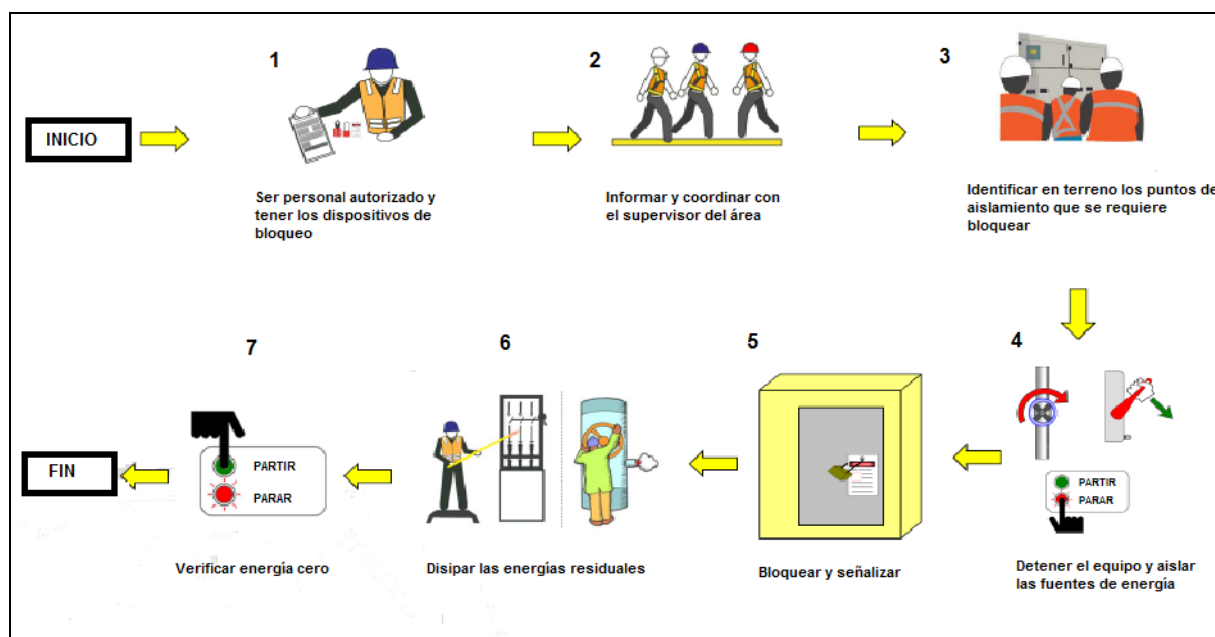 INICIO
1
Ser personal autorizado y
tener los dispositivos de
bloqueo
2
Informar y coordinar con
el supervisor del área
3
Identificar en terreno los puntos de
aislamiento que se requiere
bloquear
4
PARTIR
PARAR
Detener el equipo y aislar
las fuentes de energía
5
Bloquear y señalizar
6
Disipar las energías residuales
7
PARTIR
PARAR
Verificar energía cero
FIN